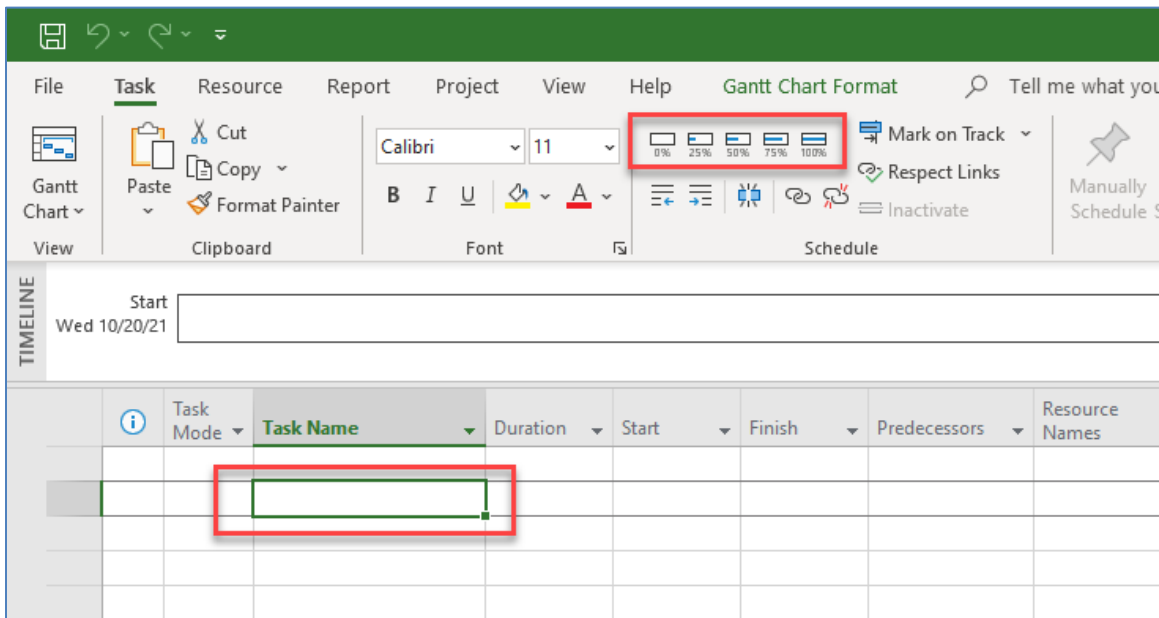 File Task Resource Report Project View Help Gantt Chart Format Tell me what you
Gantt
Chart
View
Paste
Cut
Copy
Format Painter
Clipboard
Calibri 11
B I U A
Font
0% 25% 50% 75% 100%
Mark on Track
Respect Links
Inactivate
Schedule
Manually
Schedule S
TIMELINE
Start
Wed 10/20/21
Task
Mode
Task Name
Duration
Start
Finish
Predecessors
Resource
Names